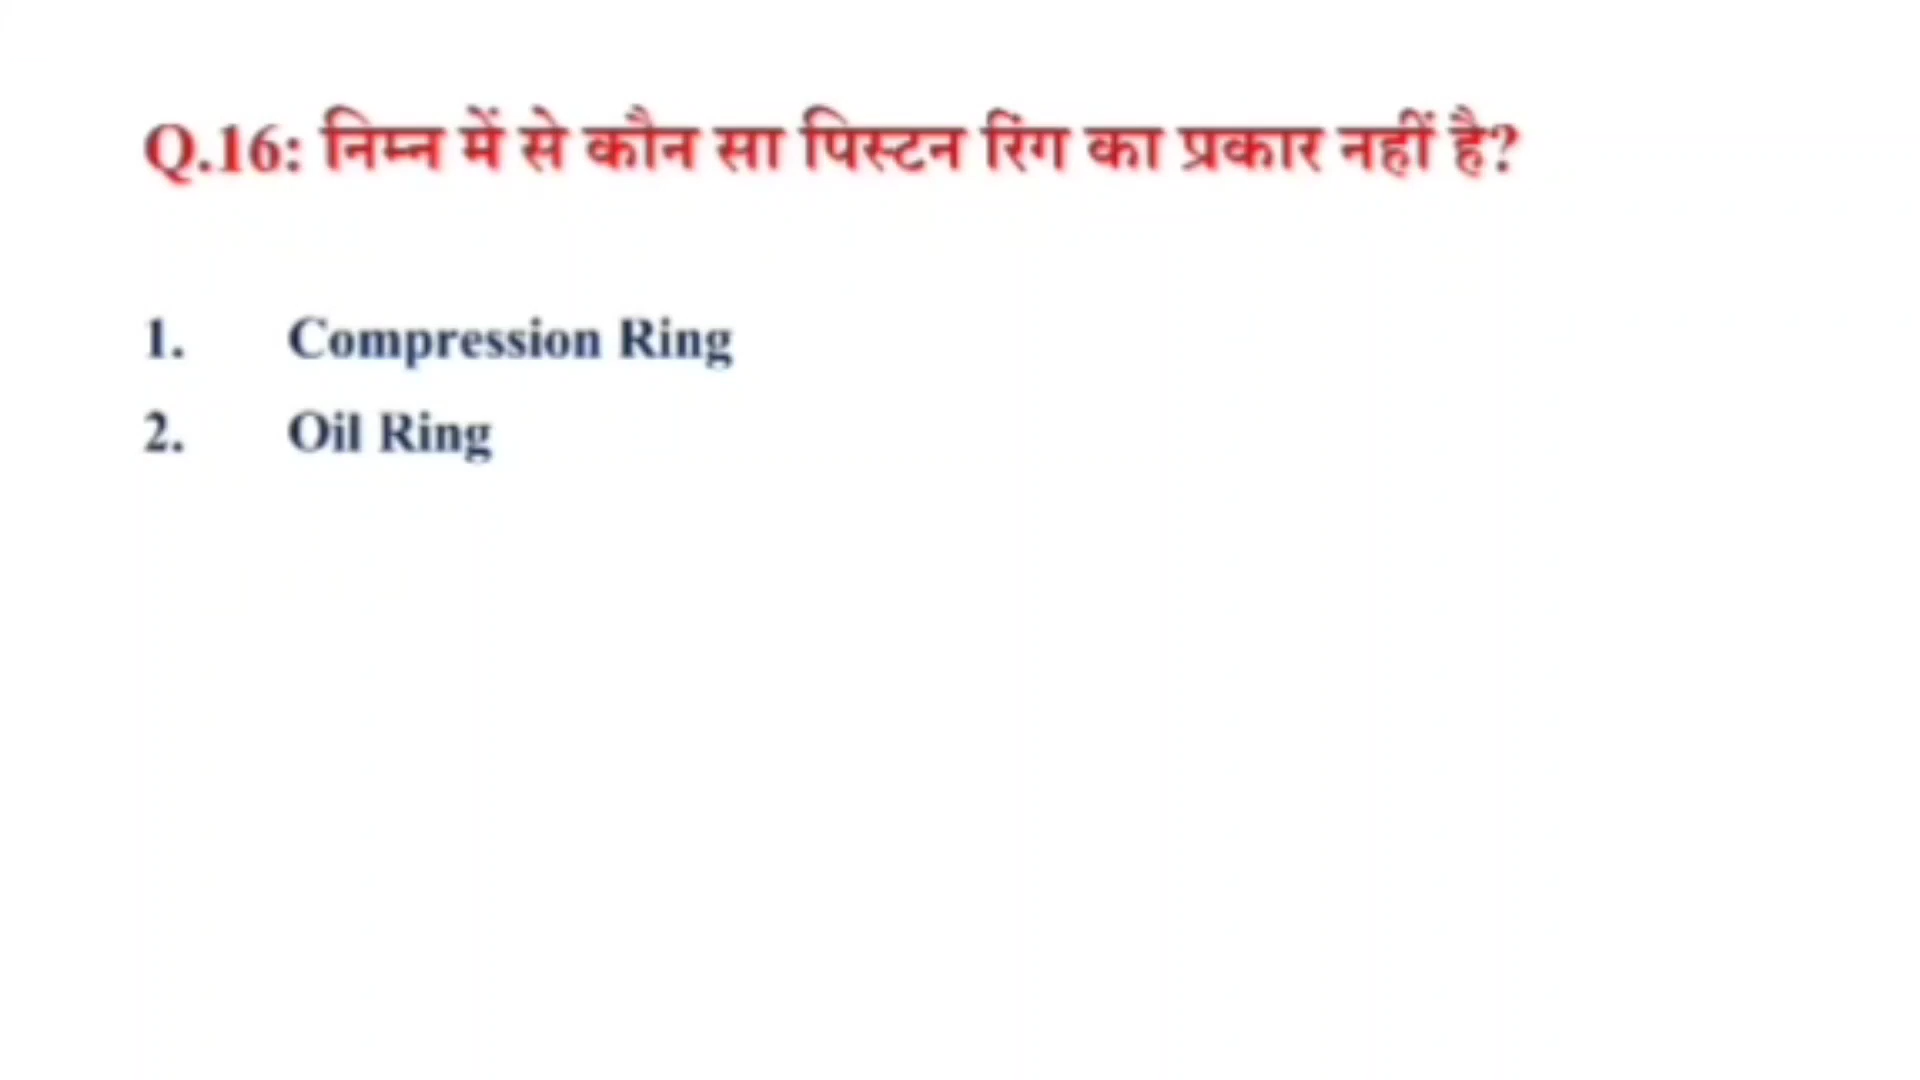 Q.16: निम्न में से कौन सा पिस्टन रिंग का प्रकार नहीं है?
1. Compression Ring
2. Oil Ring